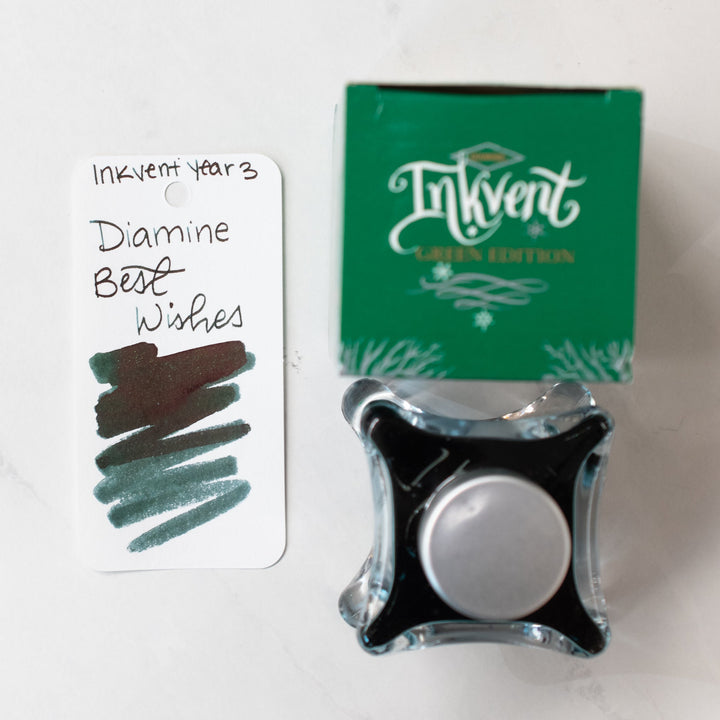 Inkvent year 3
Diamine
Best
Wishes
Inkvent
GREEN EDITION